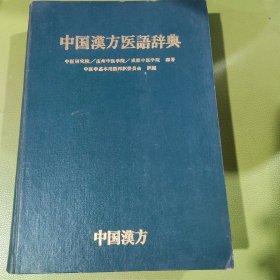 中国漢方医語辞典
中医研究院/広州中医学院/成都中医学院 編著
中医学基本用語邦訳委員会 訳編
中国漢方